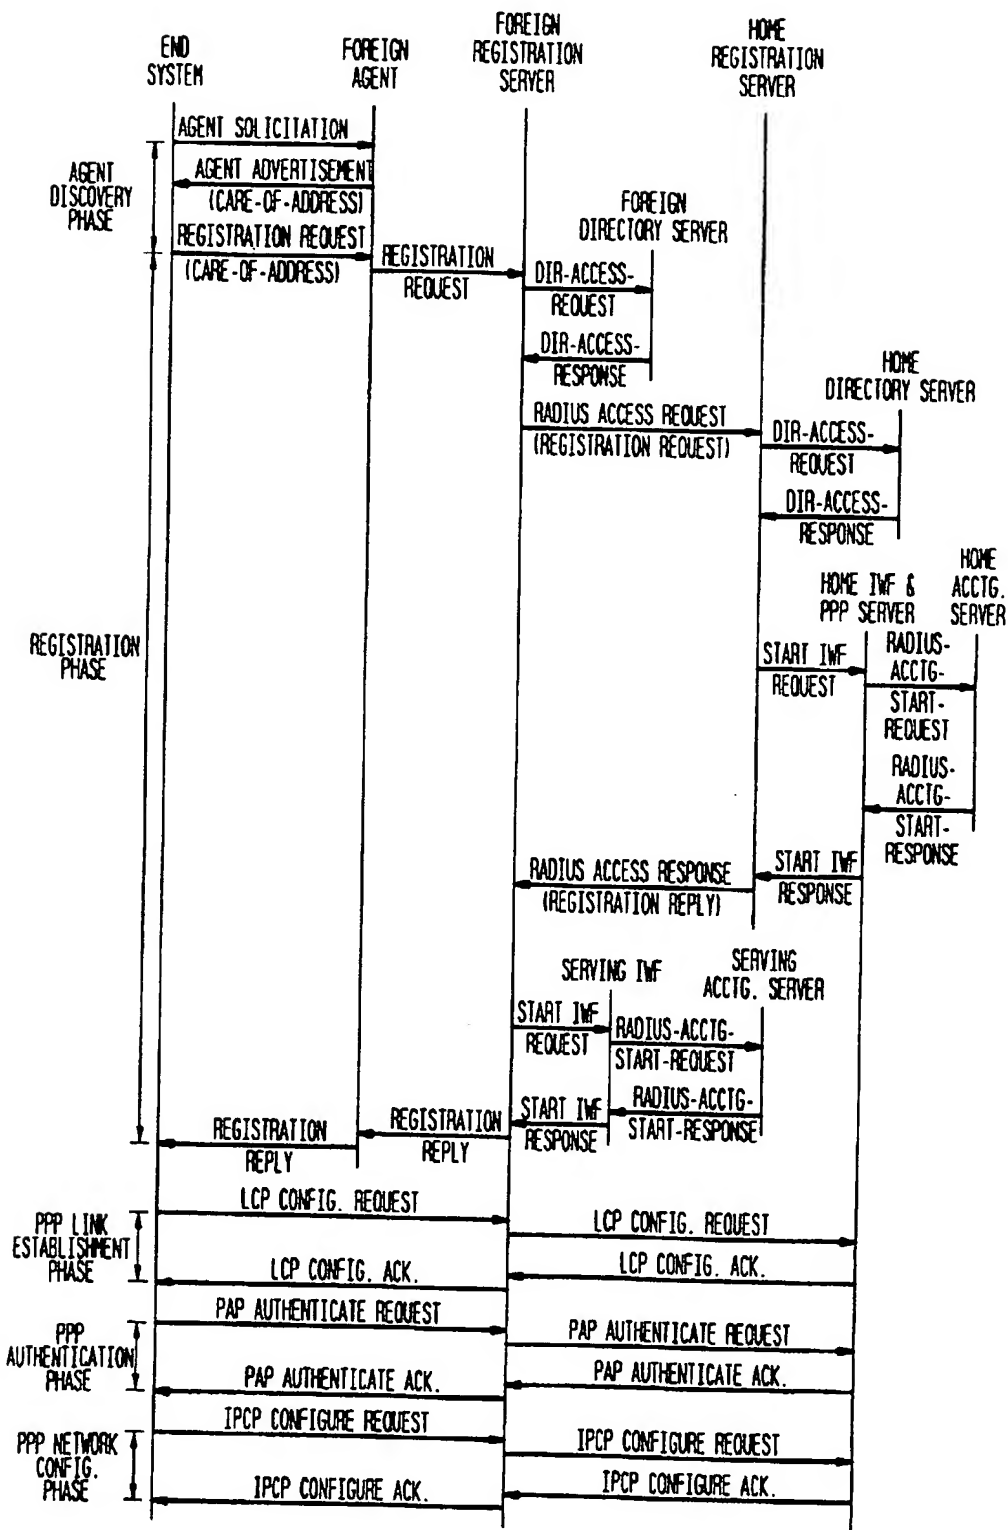 END
SYSTEM
FOREIGN
AGENT
FOREIGN
REGISTRATION
SERVER
HOME
REGISTRATION
SERVER
AGENT SOLICITATION
AGENT
DISCOVERY
PHASE
AGENT ADVERTISEMENT
(CARE-OF-ADDRESS)
FOREIGN
DIRECTORY SERVER
REGISTRATION REQUEST
(CARE-OF-ADDRESS)
REGISTRATION
REQUEST
DIR-ACCESS-
REQUEST
DIR-ACCESS-
RESPONSE
HOME
DIRECTORY SERVER
RADIUS ACCESS REQUEST
(REGISTRATION REQUEST)
DIR-ACCESS-
REQUEST
DIR-ACCESS-
RESPONSE
HOME IWF &
PPP SERVER
HOME
ACCTG.
SERVER
REGISTRATION
PHASE
START IWF
REQUEST
RADIUS-
ACCTG-
START-
REQUEST
RADIUS-
ACCTG-
START-
RESPONSE
START IWF
RESPONSE
RADIUS ACCESS RESPONSE
(REGISTRATION REPLY)
SERVING IWF
SERVING
ACCTG. SERVER
START IWF
REQUEST
RADIUS-ACCTG-
START-REQUEST
RADIUS-ACCTG-
START-RESPONSE
START IWF
RESPONSE
REGISTRATION
REPLY
REGISTRATION
REPLY
PPP LINK
ESTABLISHMENT
PHASE
LCP CONFIG. REQUEST
LCP CONFIG. REQUEST
LCP CONFIG. ACK.
LCP CONFIG. ACK.
PPP
AUTHENTICATION
PHASE
PAP AUTHENTICATE REQUEST
PAP AUTHENTICATE REQUEST
PAP AUTHENTICATE ACK.
PAP AUTHENTICATE ACK.
PPP NETWORK
CONFIG.
PHASE
IPCP CONFIGURE REQUEST
IPCP CONFIGURE REQUEST
IPCP CONFIGURE ACK.
IPCP CONFIGURE ACK.